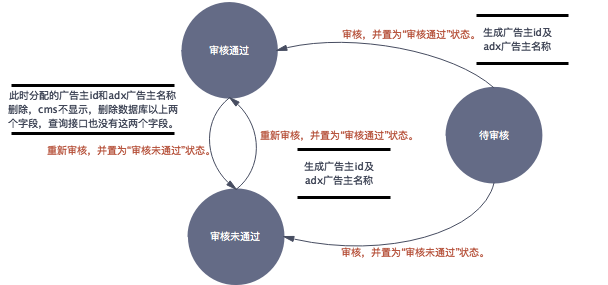 审核，并置为“审核通过”状态。
生成广告主id及
adx广告主名称
审核通过
此时分配的广告主id和adx广告主名称
删除，cms不显示，删除数据库以上两
个字段，查询接口也没有这两个字段。
待审核
重新审核，并置为“审核通过”状态。
重新审核，并置为“审核未通过”状态。
生成广告主id及
adx广告主名称
审核未通过
审核，并置为“审核未通过”状态。